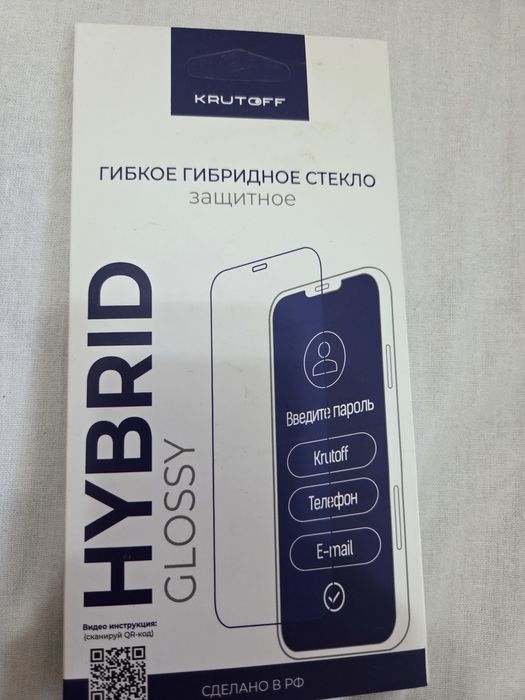 KRUTOFF
ГИБКОЕ ГИБРИДНОЕ СТЕКЛО
защитное
HYBRID
GLOSSY
Введите пароль
Krutoff
Телефон
E-mail
Видео инструкция:
(сканируй QR-код)
СДЕЛАНО В РФ